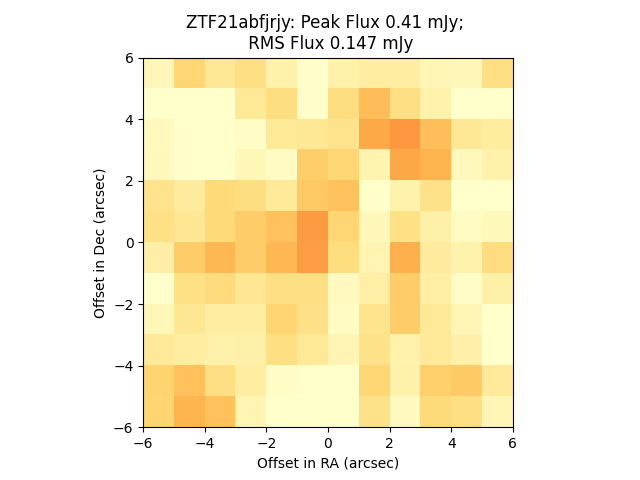 ZTF21abfjrjy: Peak Flux 0.41 mJy;
RMS Flux 0.147 mJy
6
4
2
0
−2
−4
−6
Offset in Dec (arcsec)
−6 −4 −2 0 2 4 6
Offset in RA (arcsec)